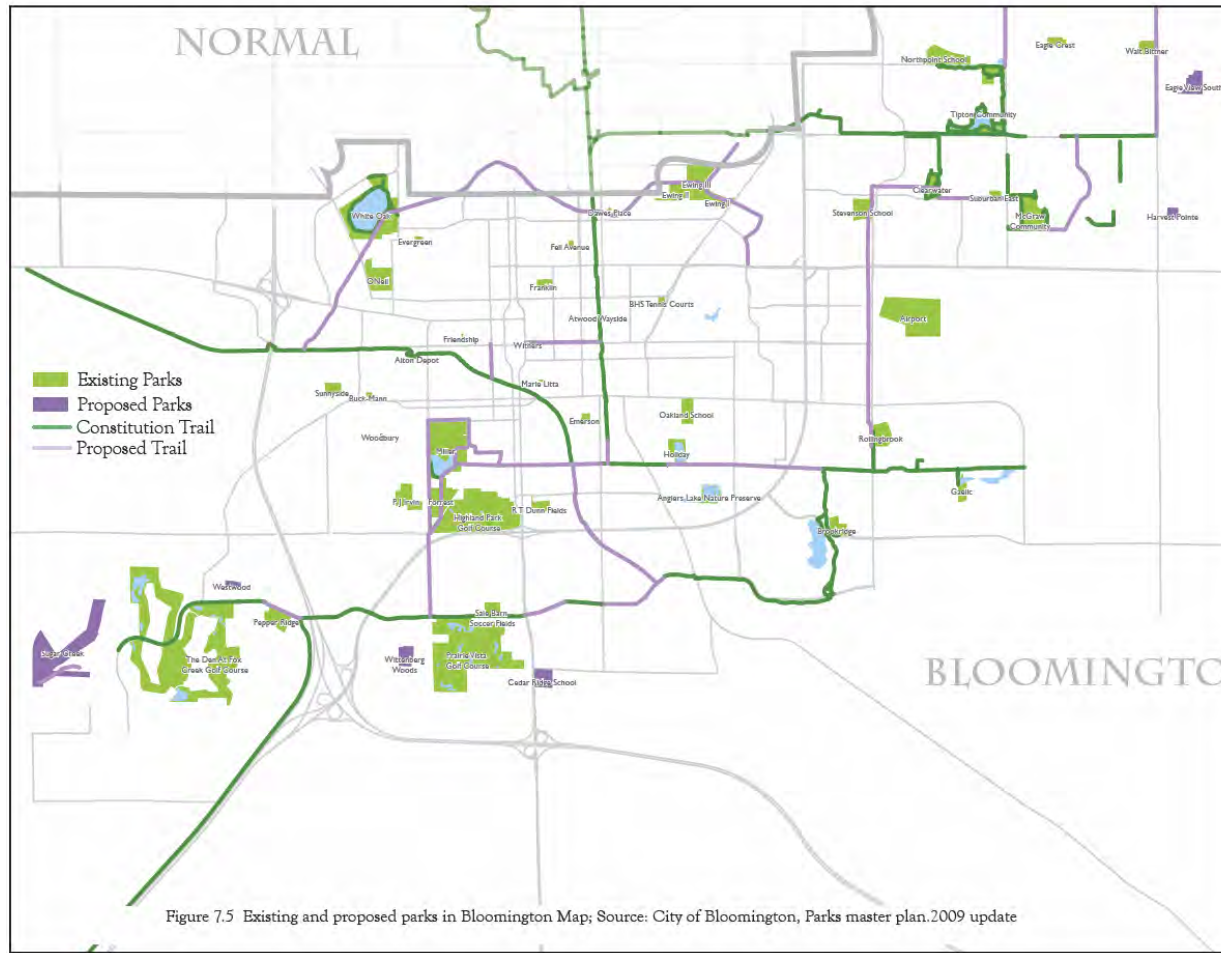 NORMAL
Eagle Crest
Walt Bittner
Northpoint School
Eagle View South
Tipton Community
Clearwater
Suburban East
McGraw
Community
Harvest Pointe
Stevenson School
Ewing III
Ewing II
Ewing I
Dawes Place
White Oak
Evergreen
Fell Avenue
O'Neil
Franklin
BHS Tennis Courts
Airport
Atwood Wayside
Friendship
Withers
Alton Depot
Existing Parks
Proposed Parks
Constitution Trail
Proposed Trail
Marie Litta
Sunnyside
Buck-Mann
Emerson
Oakland School
Woodbury
Rollingbrook
Miller
Holiday
Gaelic
P.J. Irvin
Forrest
Highland Park
Golf Course
R.T. Dunn Fields
Anglers Lake Nature Preserve
Brookridge
Westwood
Pepper Ridge
Sale Barn
Soccer Fields
Sugar Creek
The Den At Fox
Creek Golf Course
Wittenberg
Woods
Prairie Vista
Golf Course
Cedar Ridge School
BLOOMINGTO
Figure 7.5 Existing and proposed parks in Bloomington Map; Source: City of Bloomington, Parks master plan.2009 update